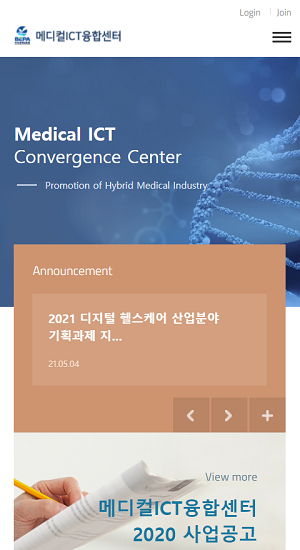 Login Join
BEPA 메디컬ICT융합센터
Medical ICT
Convergence Center
Promotion of Hybrid Medical Industry
Announcement
2021 디지털 헬스케어 산업분야
기획과제 지...
21.05.04
View more
메디컬ICT융합센터
2020 사업공고